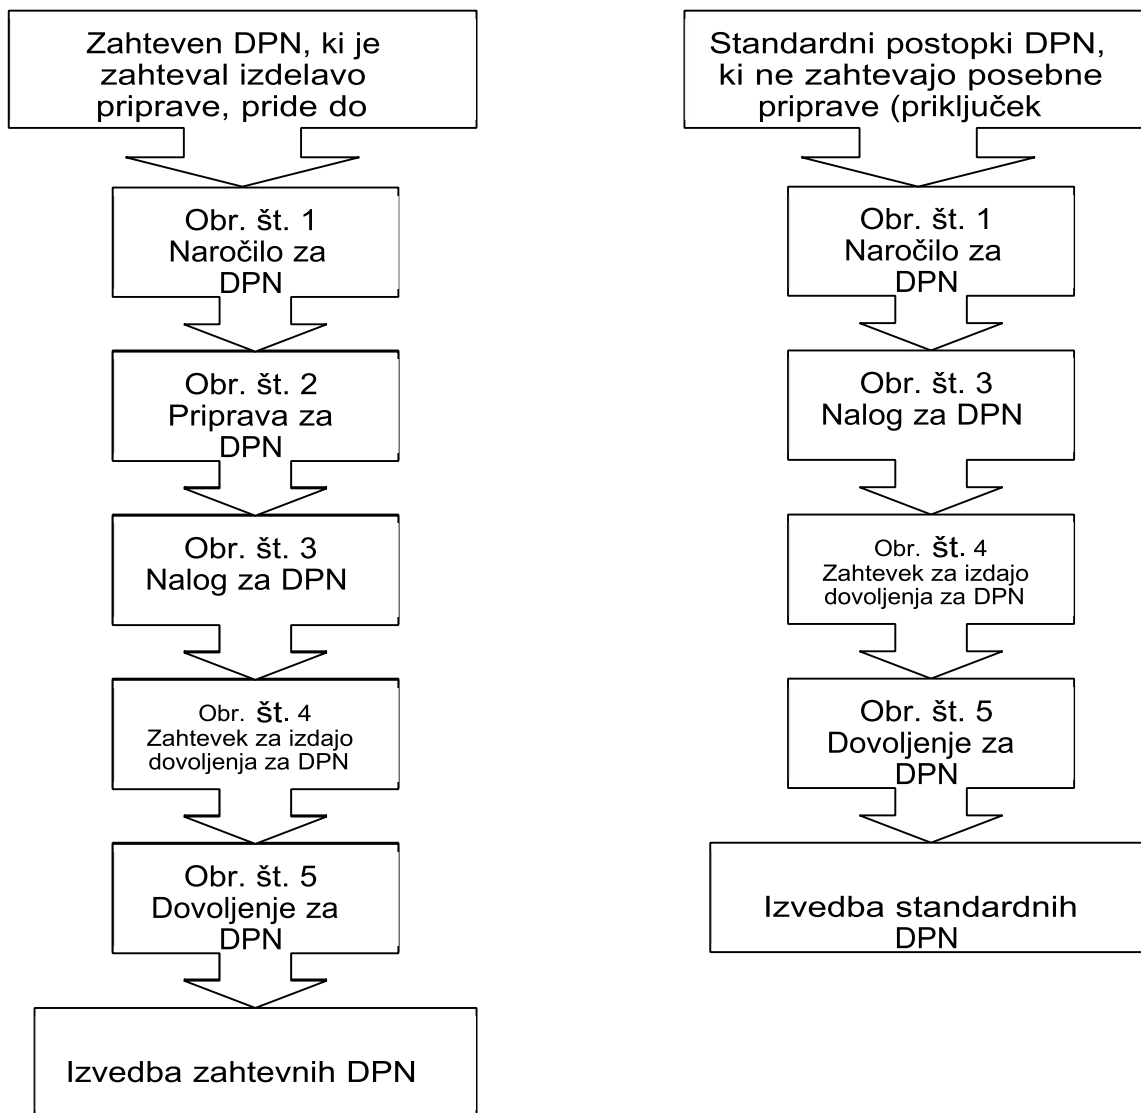 Zahteven DPN, ki je
zahteval izdelavo
priprave, pride do
Obr. št. 1
Naročilo za
DPN
Obr. št. 2
Priprava za
DPN
Obr. št. 3
Nalog za DPN
Obr. št. 4
Zahtevek za izdajo
dovoljenja za DPN
Obr. št. 5
Dovoljenje za
DPN
Izvedba zahtevnih DPN
Standardni postopki DPN,
ki ne zahtevajo posebne
priprave (priključek
Obr. št. 1
Naročilo za
DPN
Obr. št. 3
Nalog za DPN
Obr. št. 4
Zahtevek za izdajo
dovoljenja za DPN
Obr. št. 5
Dovoljenje za
DPN
Izvedba standardnih
DPN